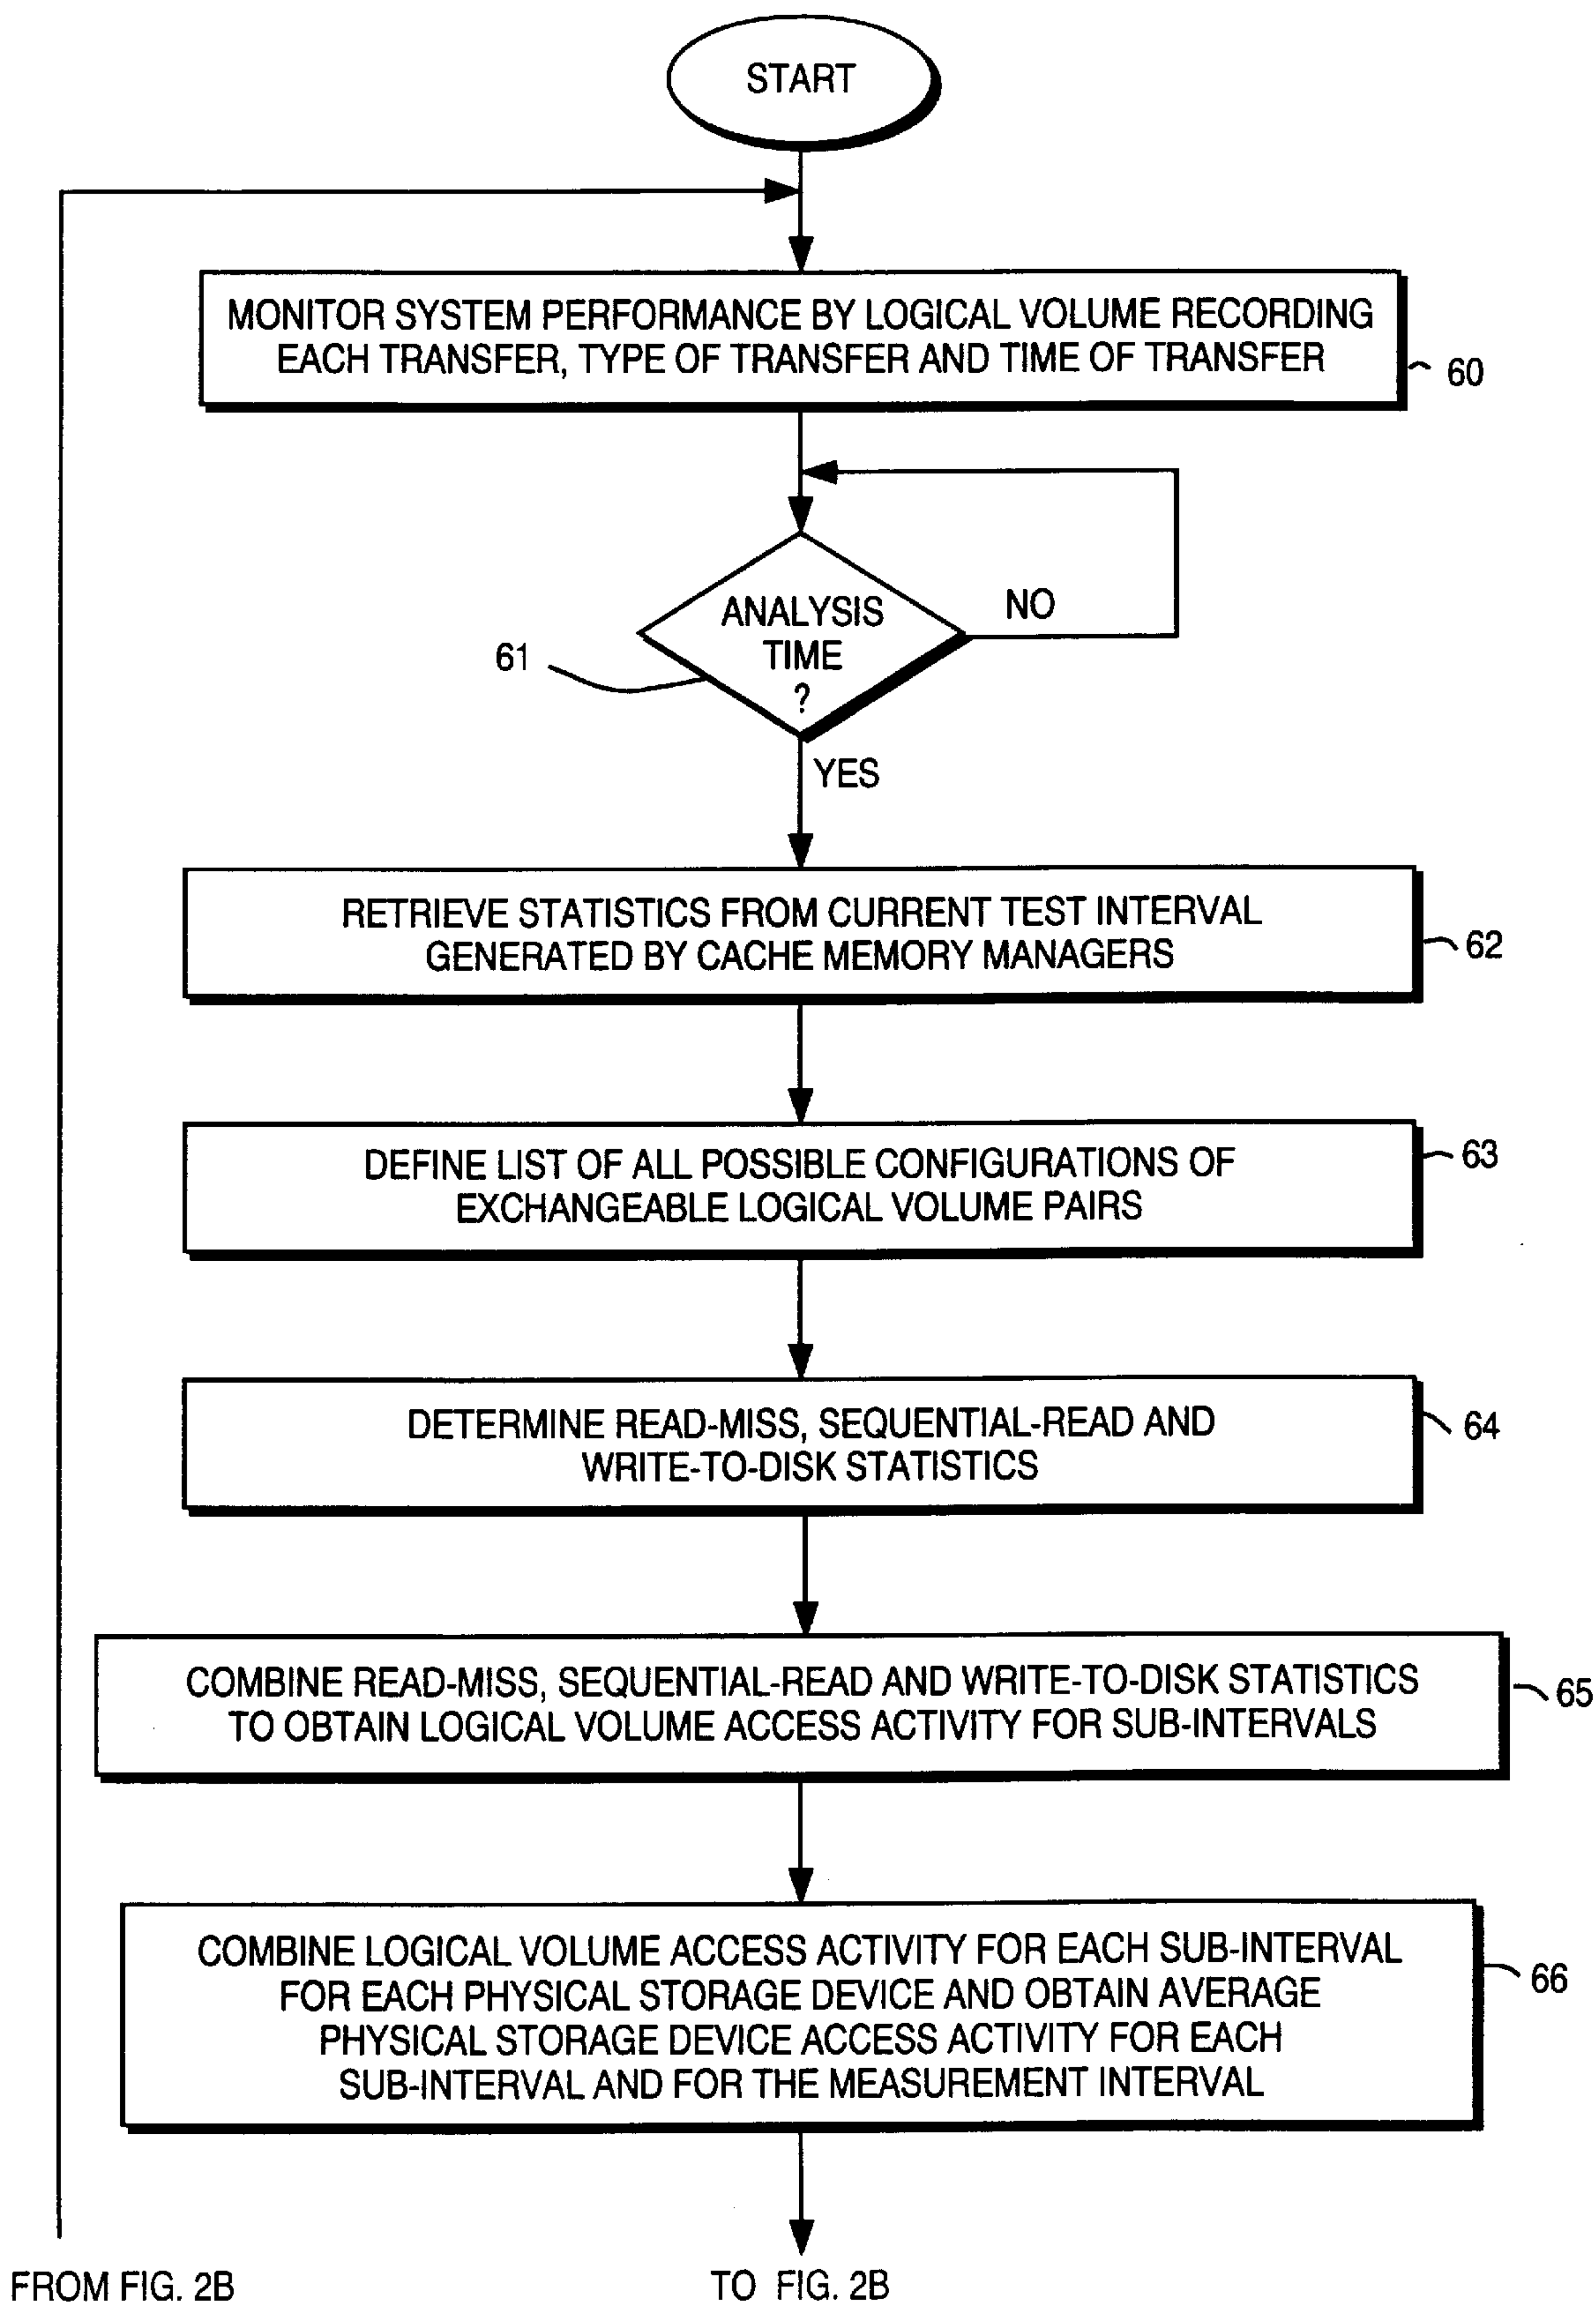 START
MONITOR SYSTEM PERFORMANCE BY LOGICAL VOLUME RECORDING
EACH TRANSFER, TYPE OF TRANSFER AND TIME OF TRANSFER
60
ANALYSIS
TIME
?
NO
61
YES
RETRIEVE STATISTICS FROM CURRENT TEST INTERVAL
GENERATED BY CACHE MEMORY MANAGERS
62
DEFINE LIST OF ALL POSSIBLE CONFIGURATIONS OF
EXCHANGEABLE LOGICAL VOLUME PAIRS
63
DETERMINE READ-MISS, SEQUENTIAL-READ AND
WRITE-TO-DISK STATISTICS
64
COMBINE READ-MISS, SEQUENTIAL-READ AND WRITE-TO-DISK STATISTICS
TO OBTAIN LOGICAL VOLUME ACCESS ACTIVITY FOR SUB-INTERVALS
65
COMBINE LOGICAL VOLUME ACCESS ACTIVITY FOR EACH SUB-INTERVAL
FOR EACH PHYSICAL STORAGE DEVICE AND OBTAIN AVERAGE
PHYSICAL STORAGE DEVICE ACCESS ACTIVITY FOR EACH
SUB-INTERVAL AND FOR THE MEASUREMENT INTERVAL
66
FROM FIG. 2B
TO FIG. 2B